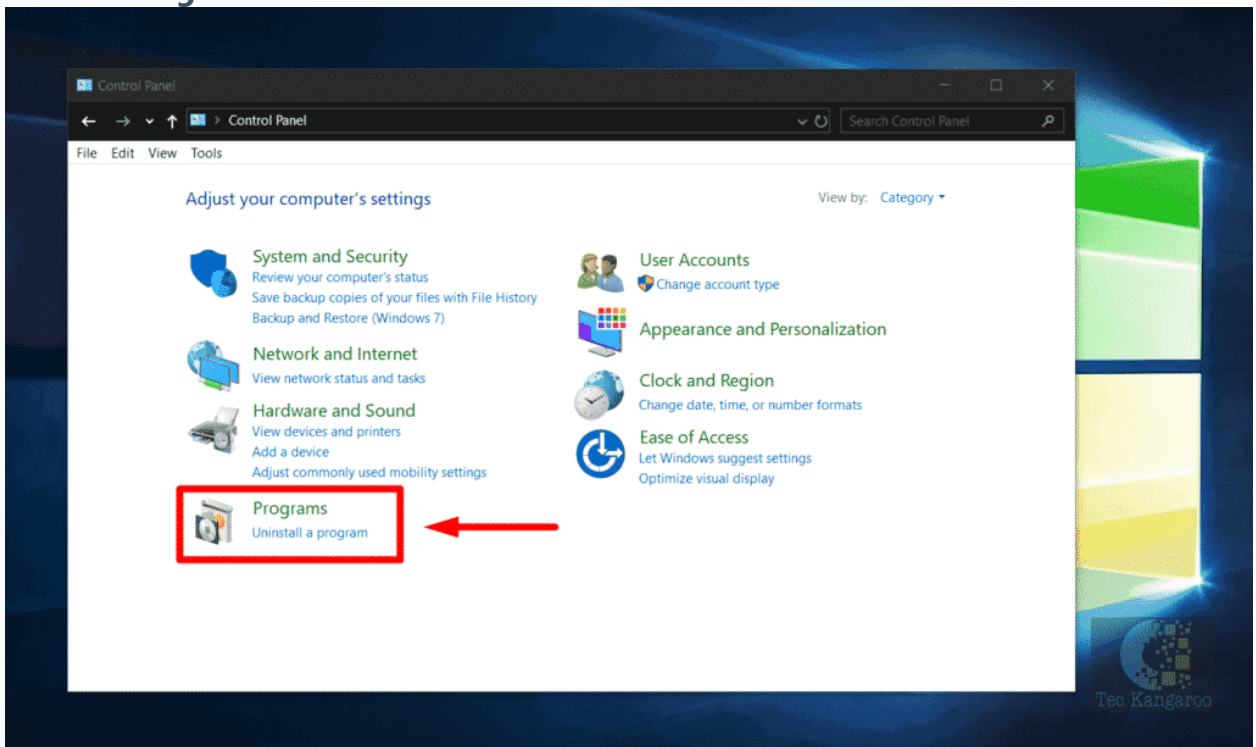 Control Panel
Control Panel
Search Control Panel
File Edit View Tools
Adjust your computer's settings
View by: Category
System and Security
Review your computer's status
Save backup copies of your files with File History
Backup and Restore (Windows 7)
Network and Internet
View network status and tasks
Hardware and Sound
View devices and printers
Add a device
Adjust commonly used mobility settings
Programs
Uninstall a program
User Accounts
Change account type
Appearance and Personalization
Clock and Region
Change date, time, or number formats
Ease of Access
Let Windows suggest settings
Optimize visual display
Tec Kangaroo